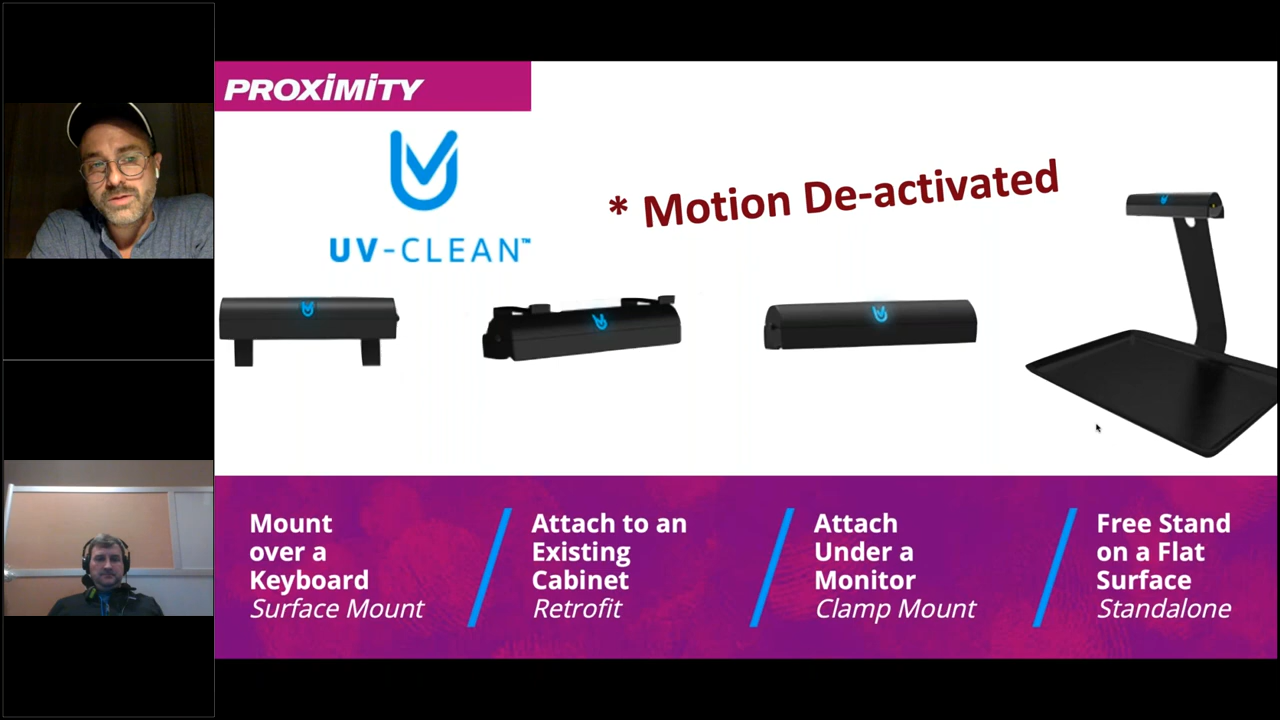 PROXiMiTY
UV-CLEAN™
* Motion De-activated
Mount
over a
Keyboard
Surface Mount
Attach to an
Existing
Cabinet
Retrofit
Attach
Under a
Monitor
Clamp Mount
Free Stand
on a Flat
Surface
Standalone